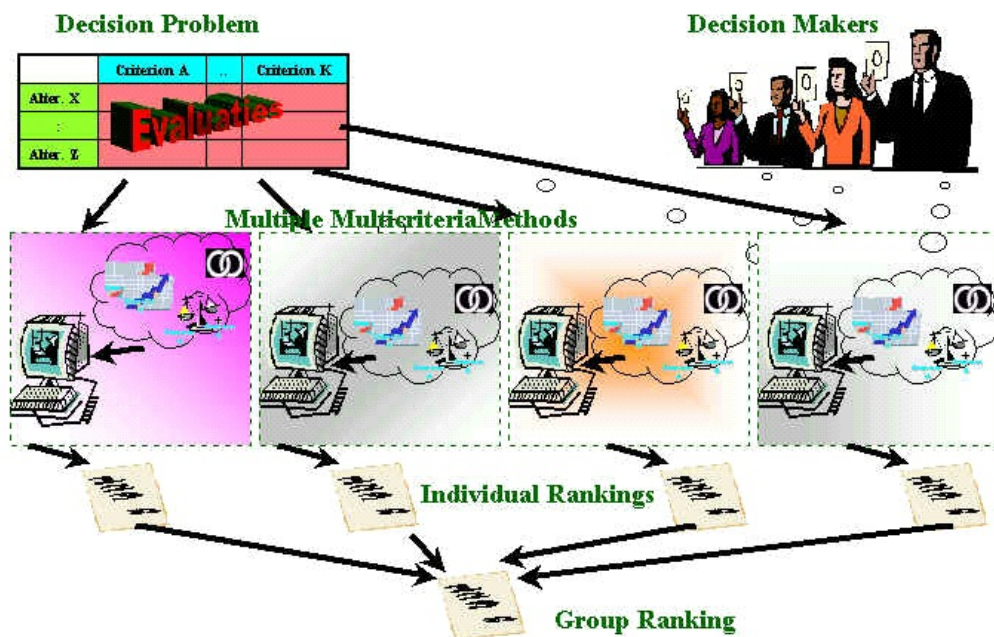 Decision Problem
Decision Makers
Criterion A .. Criterion K
Alter. X
:
Alter. Z
Evaluaties
Multiple MulticriteriaMethods
Individual Rankings
Group Ranking